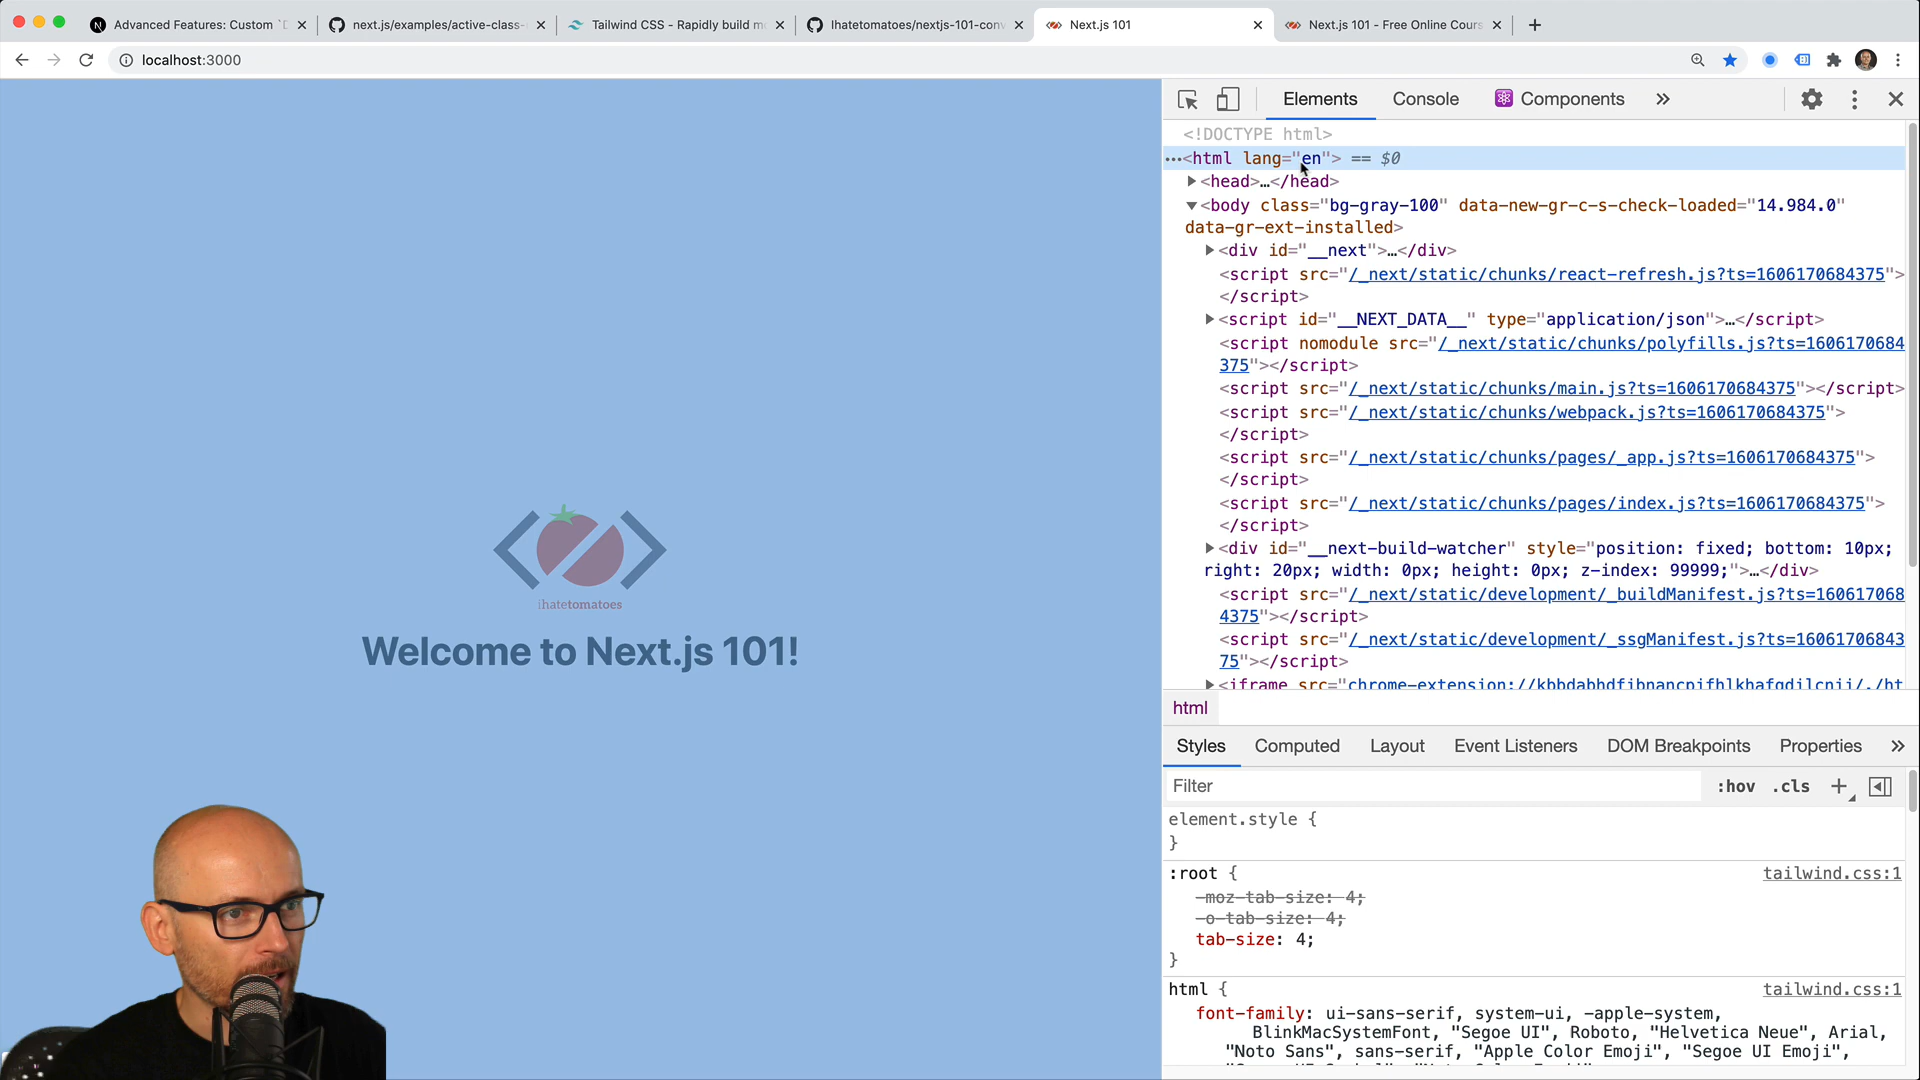 Advanced Features: Custom `D
next.js/examples/active-class-
Tailwind CSS - Rapidly build mo
Ihatetomatoes/nextjs-101-conv
Next.js 101
Next.js 101 - Free Online Cours
localhost:3000
Elements
Console
Components
<!DOCTYPE html>
<html lang="en"> == $0
<head>…</head>
<body class="bg-gray-100" data-new-gr-c-s-check-loaded="14.984.0"
data-gr-ext-installed>
<div id="__next">…</div>
<script src="/_next/static/chunks/react-refresh.js?ts=1606170684375">
</script>
<script id="__NEXT_DATA__" type="application/json">…</script>
<script nomodule src="/_next/static/chunks/polyfills.js?ts=1606170684
375"></script>
<script src="/_next/static/chunks/main.js?ts=1606170684375"></script>
<script src="/_next/static/chunks/webpack.js?ts=1606170684375">
</script>
<script src="/_next/static/chunks/pages/_app.js?ts=1606170684375">
</script>
<script src="/_next/static/chunks/pages/index.js?ts=1606170684375">
</script>
<div id="__next-build-watcher" style="position: fixed; bottom: 10px;
right: 20px; width: 0px; height: 0px; z-index: 99999;">…</div>
<script src="/_next/static/development/_buildManifest.js?ts=160617068
4375"></script>
<script src="/_next/static/development/_ssgManifest.js?ts=16061706843
75"></script>
<iframe src="chrome-extension://
ihatetomatoes
Welcome to Next.js 101!
html
Styles
Computed
Layout
Event Listeners
DOM Breakpoints
Properties
Filter
:hov
.cls
element.style {
}
:root {
tailwind.css:1
-moz-tab-size: 4;
-o-tab-size: 4;
tab-size: 4;
}
html {
tailwind.css:1
font-family: ui-sans-serif, system-ui, -apple-system,
BlinkMacSystemFont, "Segoe UI", Roboto, "Helvetica Neue", Arial,
"Noto Sans", sans-serif, "Apple Color Emoji", "Segoe UI Emoji",